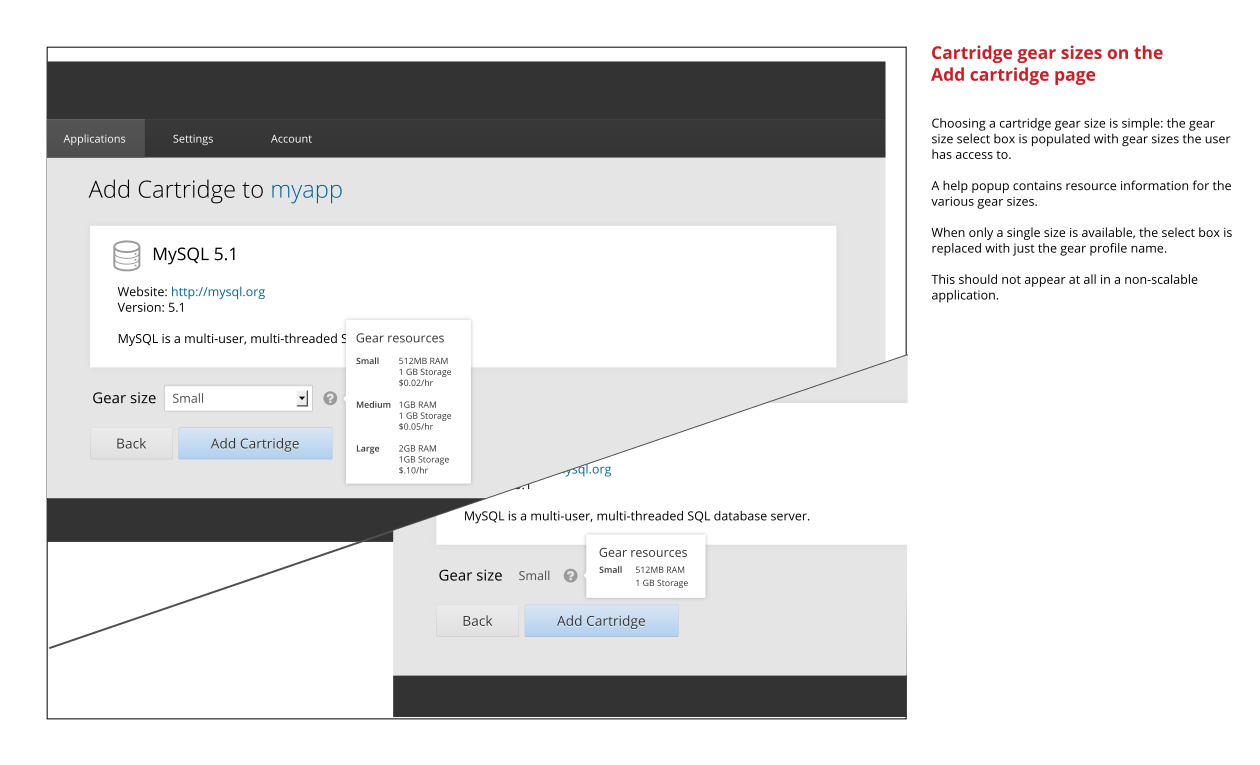 Cartridge gear sizes on the
Add cartridge page
Choosing a cartridge gear size is simple: the gear
size select box is populated with gear sizes the user
has access to.
A help popup contains resource information for the
various gear sizes.
When only a single size is available, the select box is
replaced with just the gear profile name.
This should not appear at all in a non-scalable
application.
Applications Settings Account
Add Cartridge to myapp
MySQL 5.1
Website: http://mysql.org
Version: 5.1
MySQL is a multi-user, multi-threaded
Gear size Small
Back Add Cartridge
Gear resources
Small 512MB RAM
1 GB Storage
$0.02/hr
Medium 1GB RAM
1 GB Storage
$0.05/hr
Large 2GB RAM
1GB Storage
$.10/hr
ysql.org
MySQL is a multi-user, multi-threaded SQL database server.
Gear size Small
Gear resources
Small 512MB RAM
1 GB Storage
Back Add Cartridge